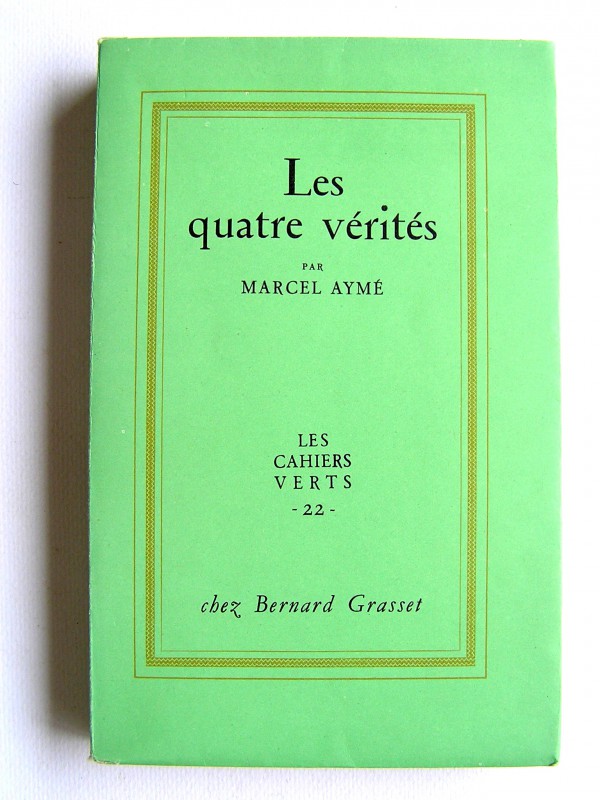 Les
quatre vérités
PAR
MARCEL AYMÉ
LES
CAHIERS
VERTS
- 22 -
chez Bernard Grasset